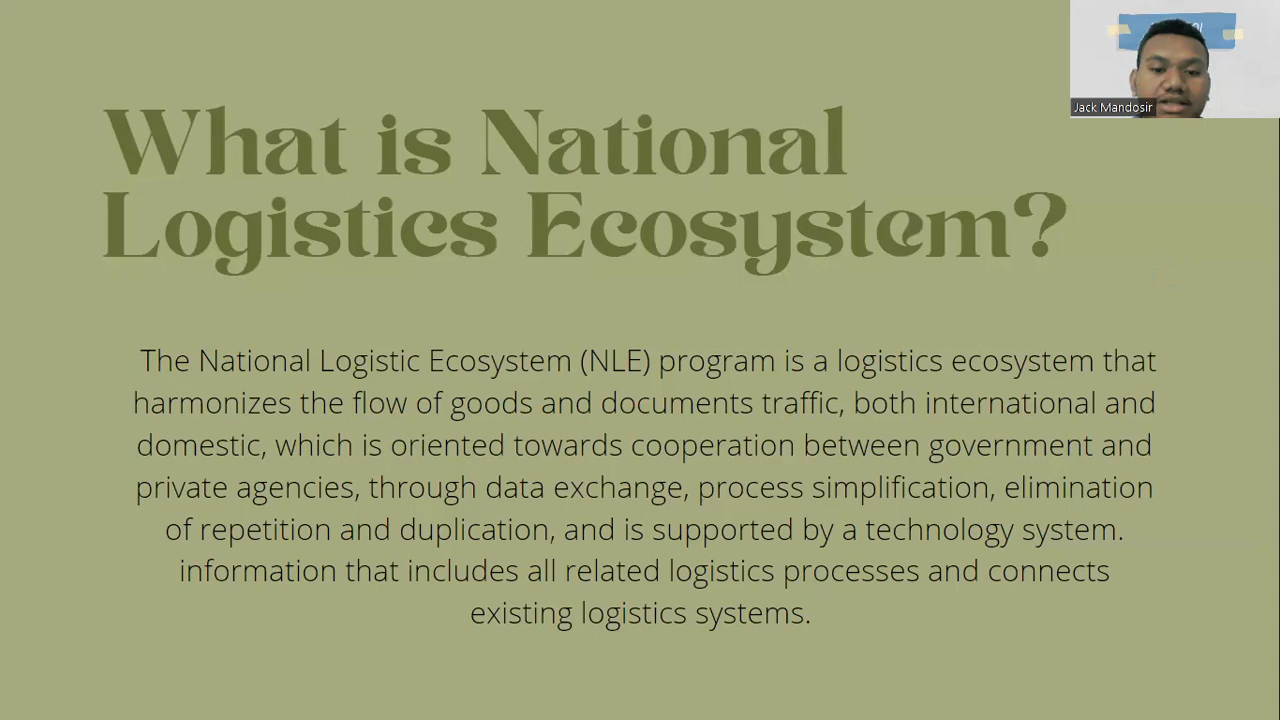 What is National
Logistics Ecosystem?
Jack Mandosir
The National Logistic Ecosystem (NLE) program is a logistics ecosystem that
harmonizes the flow of goods and documents traffic, both international and
domestic, which is oriented towards cooperation between government and
private agencies, through data exchange, process simplification, elimination
of repetition and duplication, and is supported by a technology system.
information that includes all related logistics processes and connects
existing logistics systems.